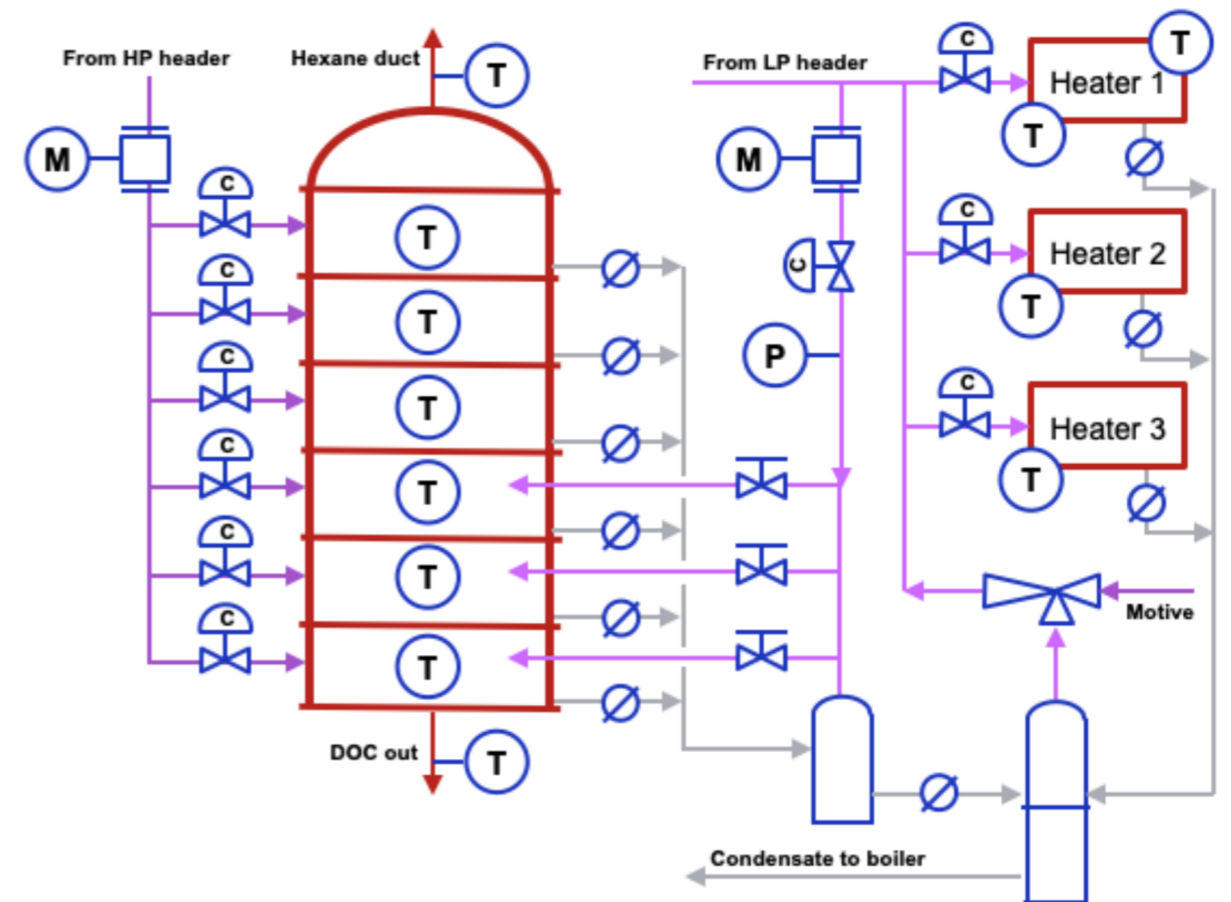 From HP header
Hexane duct
T
From LP header
C
Heater 1
T
T
M
M
C
C
T
C
Heater 2
T
C
T
C
P
C
T
C
Heater 3
T
C
T
C
T
Motive
C
T
DOC out
T
Condensate to boiler